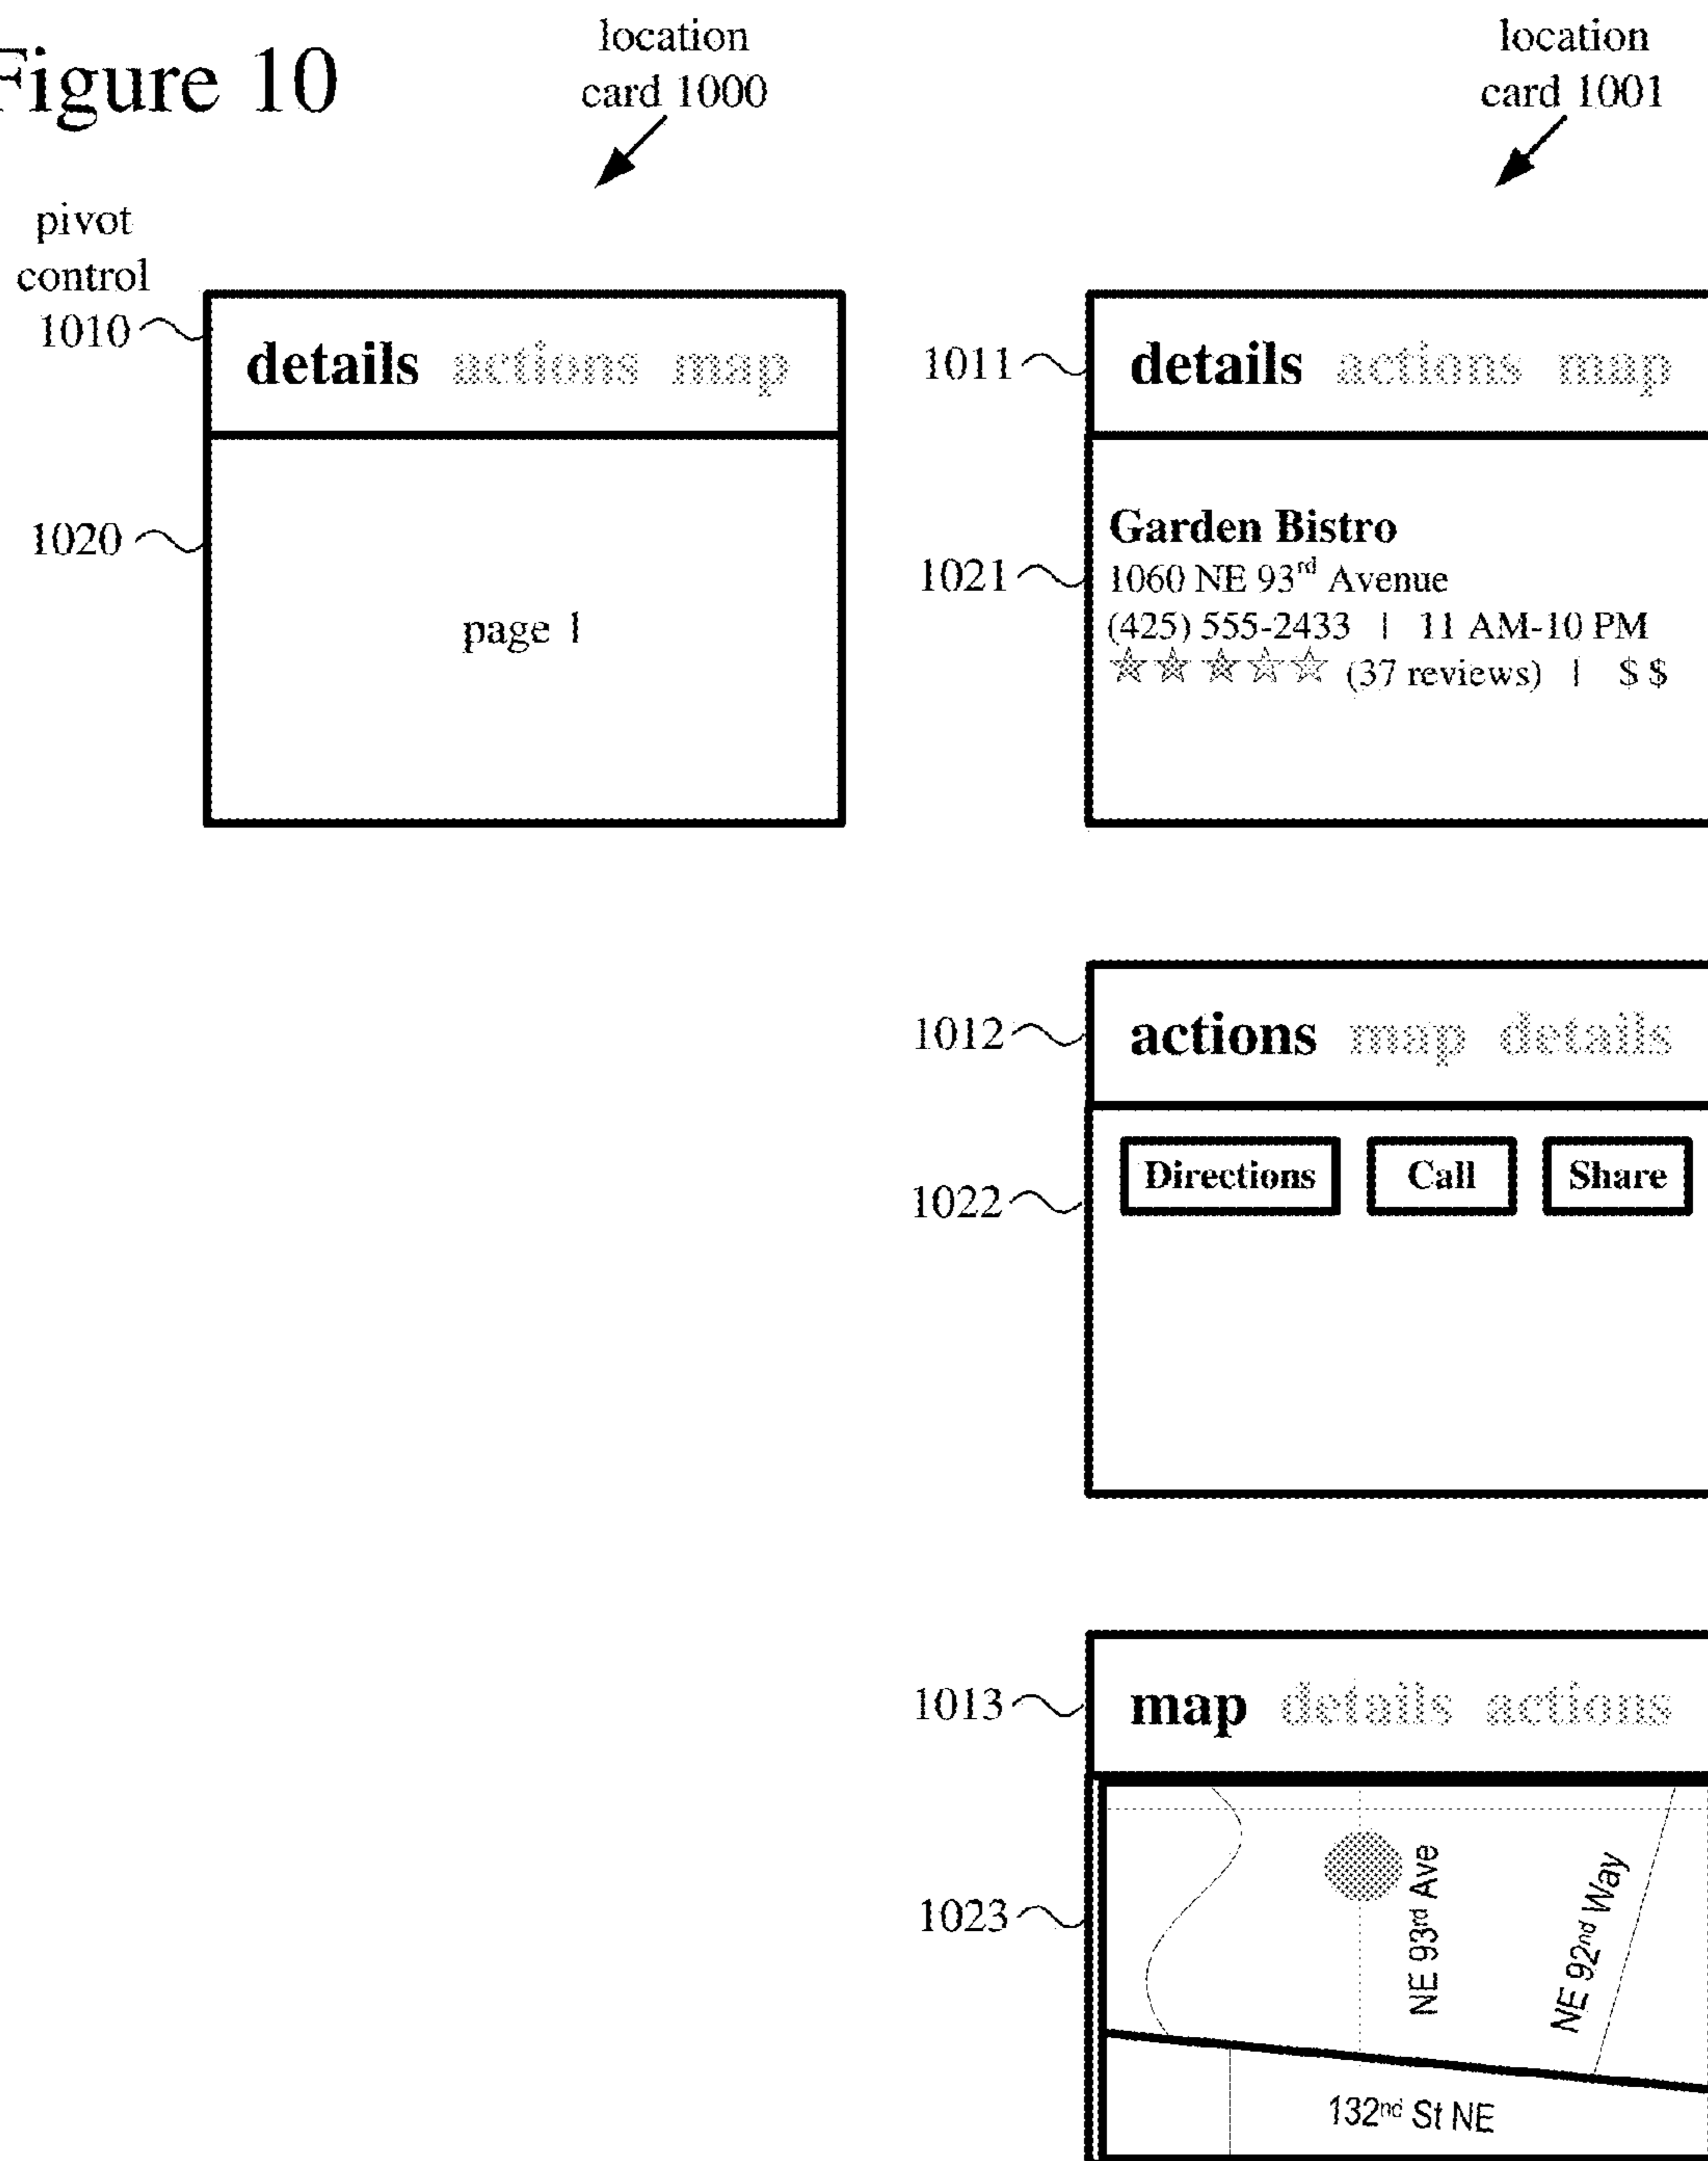 Figure 10
location
card 1000
location
card 1001
pivot
control
1010
details actions map
1020
page 1
1011
details actions map
1021
Garden Bistro
1060 NE 93rd Avenue
(425) 555-2433 | 11 AM-10 PM
(37 reviews) | $ $
1012
actions map details
1022
Directions Call Share
1013
map details actions
1023
NE 93rd Ave
NE 92nd Way
132nd St NE